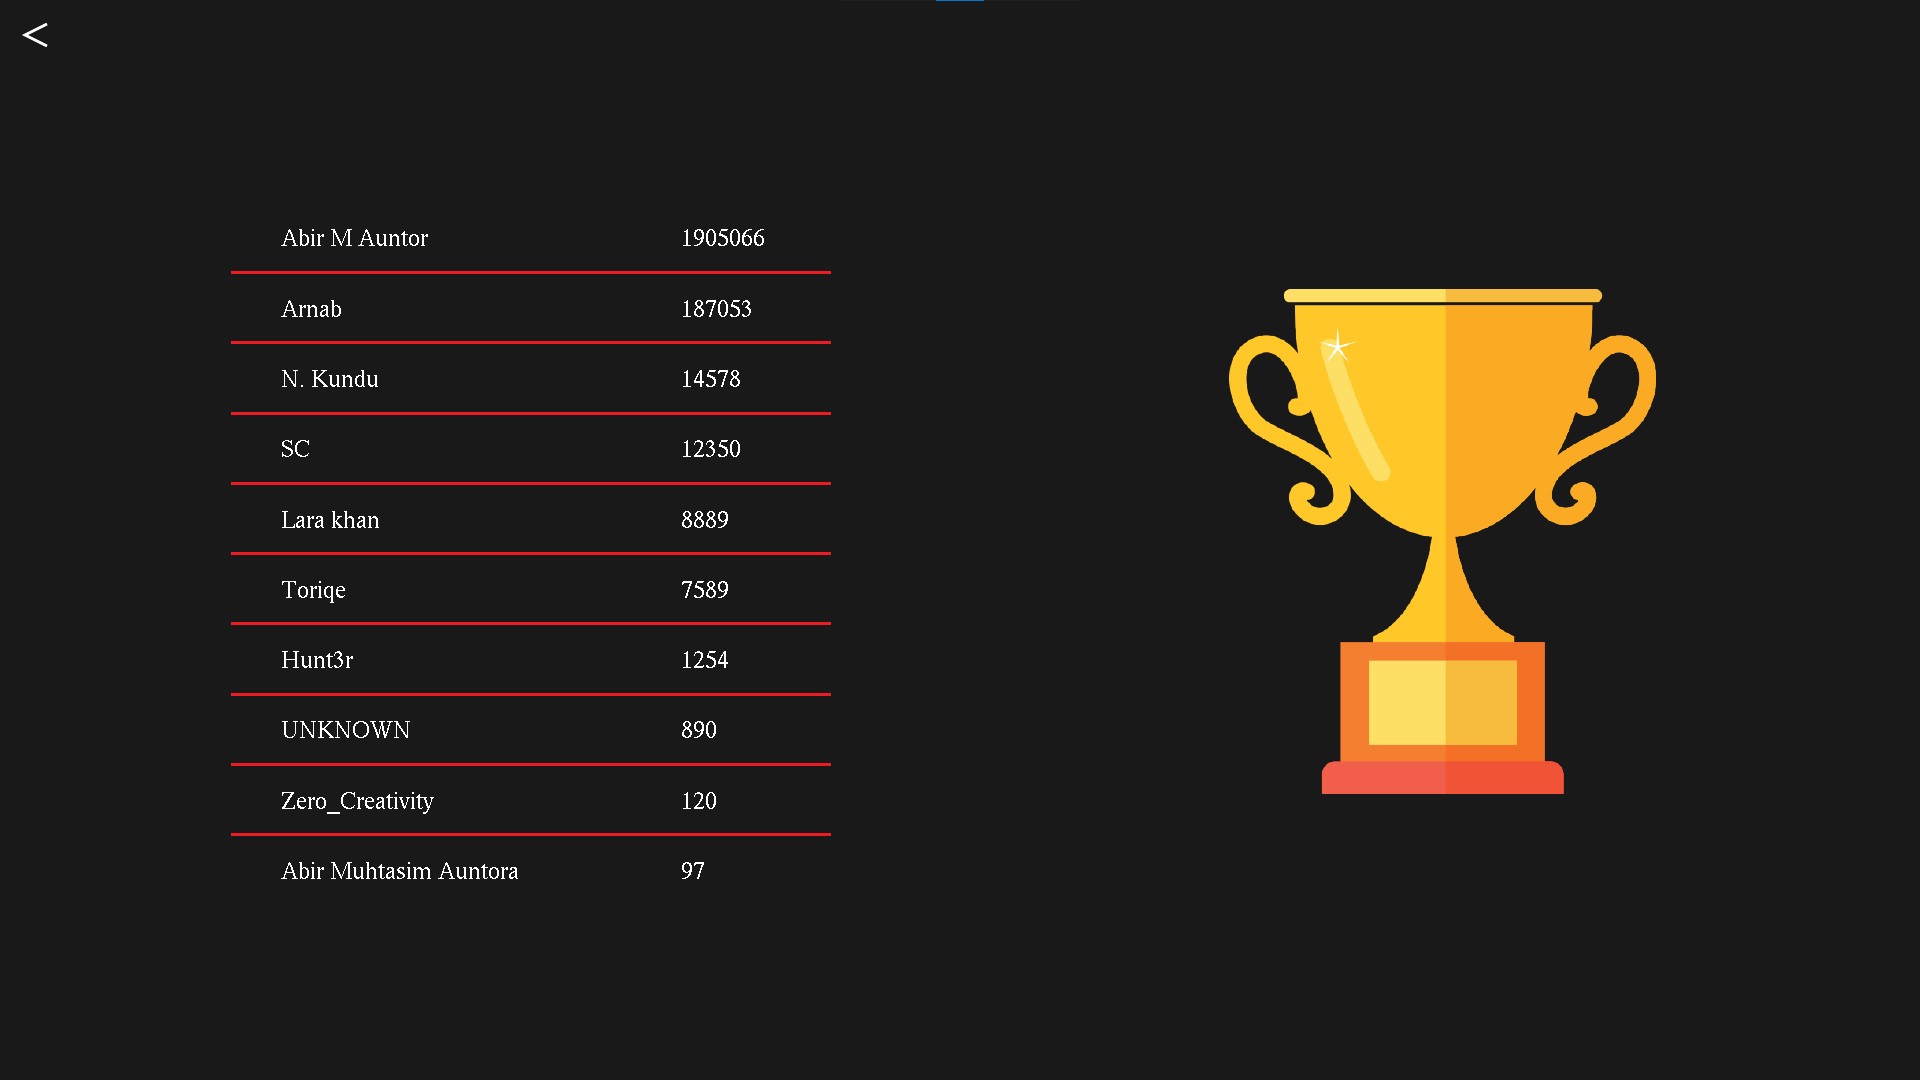 <
Abir M Auntor 1905066
Arnab 187053
N. Kundu 14578
SC 12350
Lara khan 8889
Toriqe 7589
Hunt3r 1254
UNKNOWN 890
Zero_Creativity 120
Abir Muhtasim Auntora 97